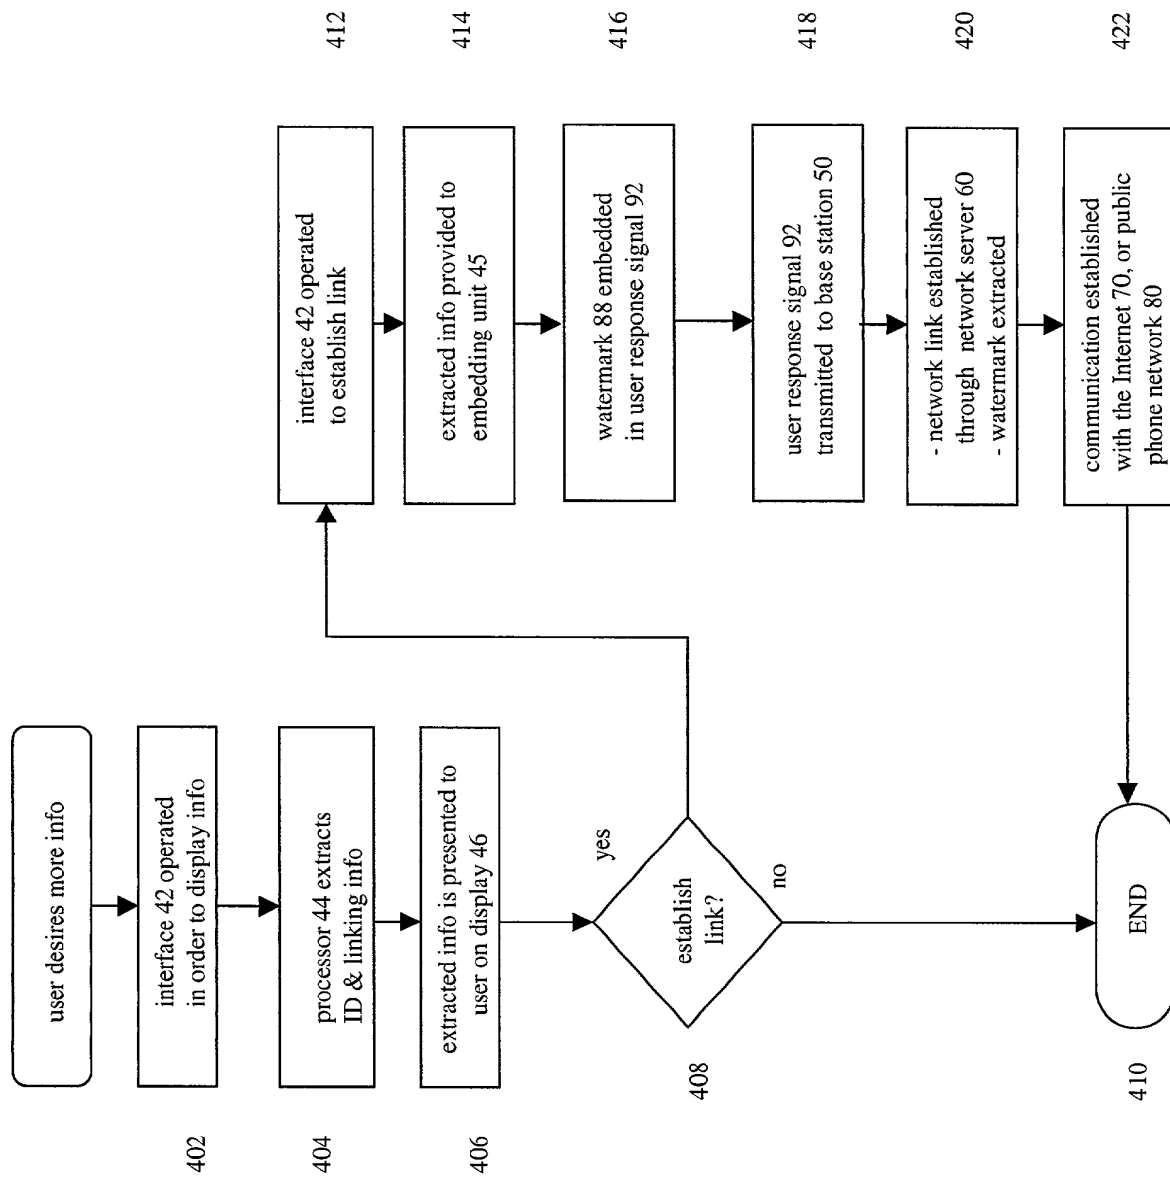 user desires more info
402
interface 42 operated
in order to display info
404
processor 44 extracts
ID & linking info
406
extracted info is presented to
user on display 46
408
establish
link?
yes
no
410
END
412
interface 42 operated
to establish link
414
extracted info provided to
embedding unit 45
416
watermark 88 embedded
in user response signal 92
418
user response signal 92
transmitted to base station 50
420
- network link established
through network server 60
- watermark extracted
422
communication established
with the Internet 70, or public
phone network 80